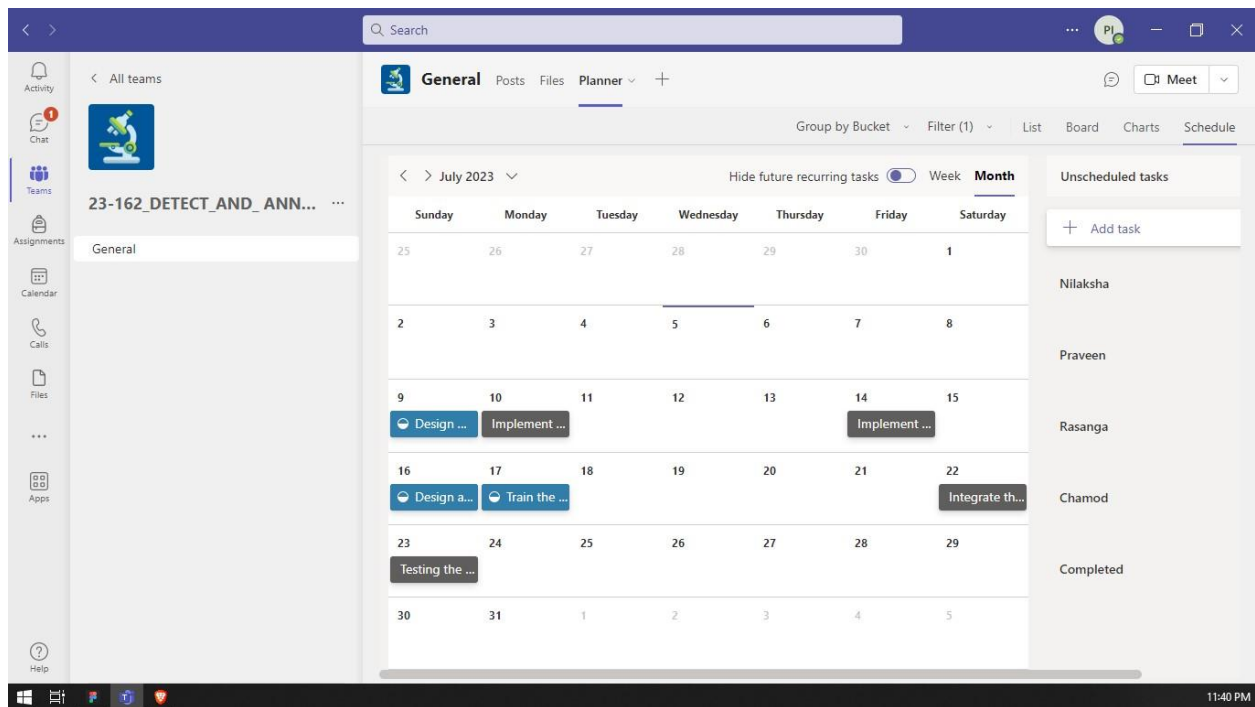 Search
PI
Activity
Chat
1
Teams
Assignments
Calendar
Calls
Files
Apps
Help
All teams
23-162_DETECT_AND_ ANN... ...
General
General Posts Files Planner
Meet
Group by Bucket Filter (1) List Board Charts Schedule
July 2023 Hide future recurring tasks Week Month
Sunday Monday Tuesday Wednesday Thursday Friday Saturday
25 26 27 28 29 30 1
2 3 4 5 6 7 8
9 10 11 12 13 14 15
Design ... Implement ... Implement ...
16 17 18 19 20 21 22
Design a... Train the ... Integrate th...
23 24 25 26 27 28 29
Testing the ...
30 31 1 2 3 4 5
Unscheduled tasks
Add task
Nilaksha
Praveen
Rasanga
Chamod
Completed
11:40 PM